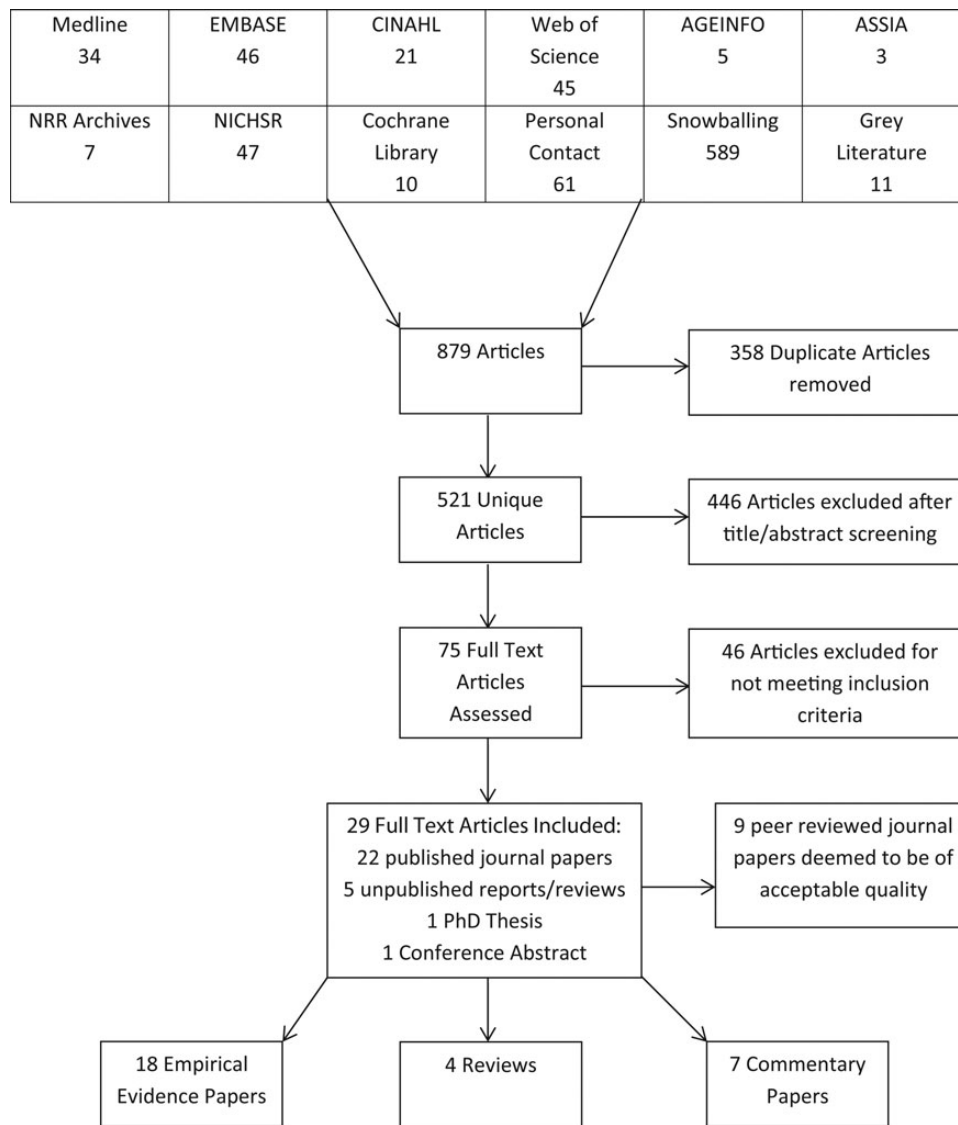 Medline
34
EMBASE
46
CINAHL
21
Web of
Science
45
AGEINFO
5
ASSIA
3
NRR Archives
7
NICHSR
47
Cochrane
Library
10
Personal
Contact
61
Snowballing
589
Grey
Literature
11
879 Articles
358 Duplicate Articles
removed
521 Unique
Articles
446 Articles excluded after
title/abstract screening
75 Full Text
Articles
Assessed
46 Articles excluded for
not meeting inclusion
criteria
29 Full Text Articles Included:
22 published journal papers
5 unpublished reports/reviews
1 PhD Thesis
1 Conference Abstract
9 peer reviewed journal
papers deemed to be of
acceptable quality
18 Empirical
Evidence Papers
4 Reviews
7 Commentary
Papers